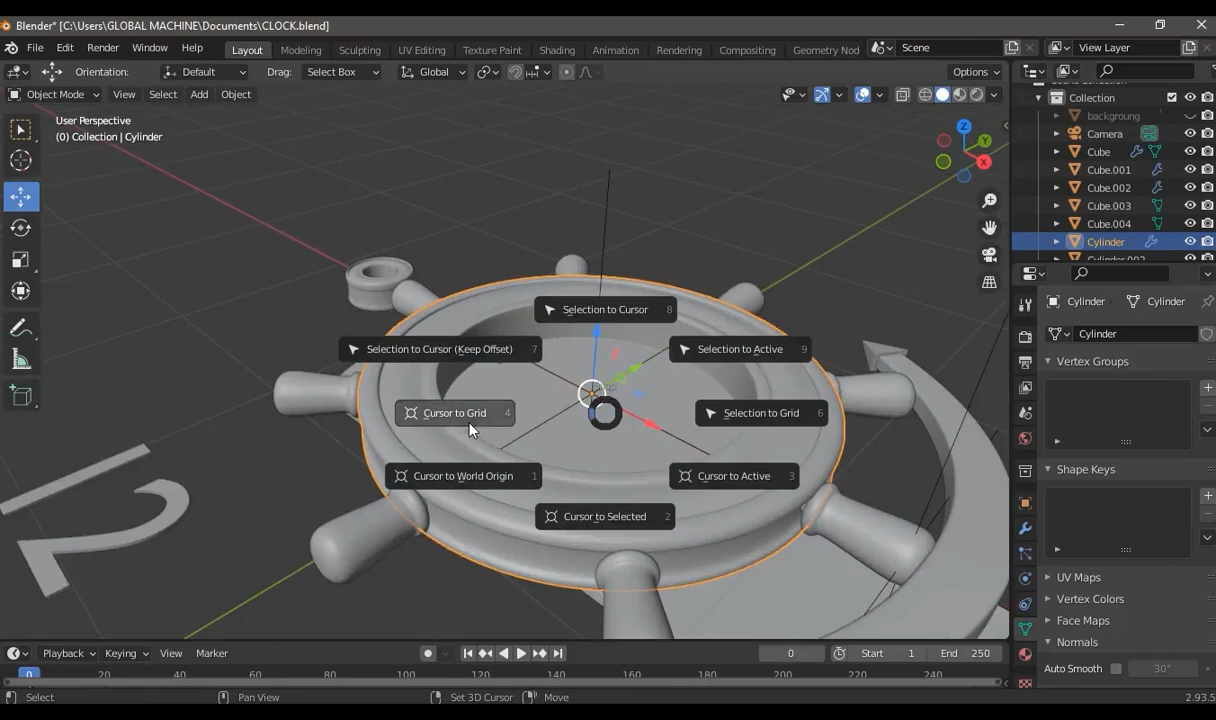 Blender* [C:\Users\GLOBAL MACHINE\Documents\CLOCK.blend]
File Edit Render Window Help Layout Modeling Sculpting UV Editing Texture Paint Shading Animation Rendering Compositing Geometry Nod Scene View Layer
Orientation: Default Drag: Select Box Global Options
Object Mode View Select Add Object
User Perspective
(0) Collection | Cylinder
Z
Y
X
Collection
backgroung
Camera
Cube
Cube.001
Cube.002
Cube.003
Cube.004
Cylinder
Cylinder.002
Selection to Cursor 8
Selection to Cursor (Keep Offset) 7
Selection to Active 9
Cursor to Grid 4
Selection to Grid 6
Cursor to World Origin 1
Cursor to Active 3
Cursor to Selected 2
12
Cylinder Cylinder
Cylinder
Vertex Groups
Shape Keys
UV Maps
Vertex Colors
Face Maps
Normals
Auto Smooth 30°
Playback Keying View Marker 0 Start 1 End 250
0 20 40 60 80 100 120 140 160 180 200 220 240
Select Pan View Set 3D Cursor Move 2.93.5